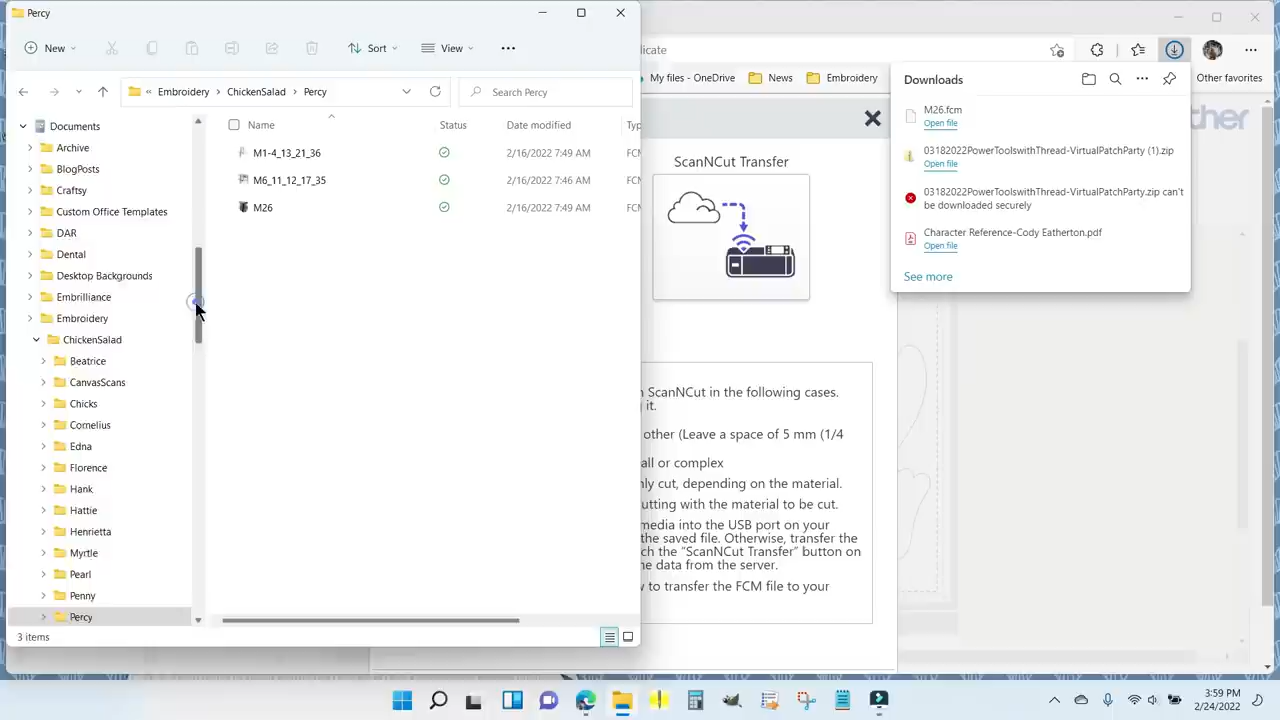 Percy
New
Sort
View
Embroidery
ChickenSalad
Percy
Search Percy
Documents
Archive
BlogPosts
Craftsy
Custom Office Templates
DAR
Dental
Desktop Backgrounds
Embrilliance
Embroidery
ChickenSalad
Beatrice
CanvasScans
Chicks
Cornelius
Edna
Florence
Hank
Hattie
Henrietta
Myrtle
Pearl
Penny
Percy
Name
Status
Date modified
M1-4_13_21_36
2/16/2022 7:49 AM
M6_11_12_17_35
2/16/2022 7:46 AM
M26
2/16/2022 7:49 AM
3 items
My files - OneDrive
News
Embroidery
Other favorites
ScanNCut Transfer
ScanNCut in the following cases.
it.
other (Leave a space of 5 mm (1/4
all or complex
cut, depending on the material.
cutting with the material to be cut.
media into the USB port on your
the saved file. Otherwise, transfer the
the "ScanNCut Transfer" button on
data from the server.
to transfer the FCM file to your
Downloads
M26.fcm
Open file
03182022PowerToolswithThread-VirtualPatchParty (1).zip
Open file
03182022PowerToolswithThread-VirtualPatchParty.zip can't
be downloaded securely
Character Reference-Cody Eatherton.pdf
Open file
See more
3:59 PM
2/24/2022